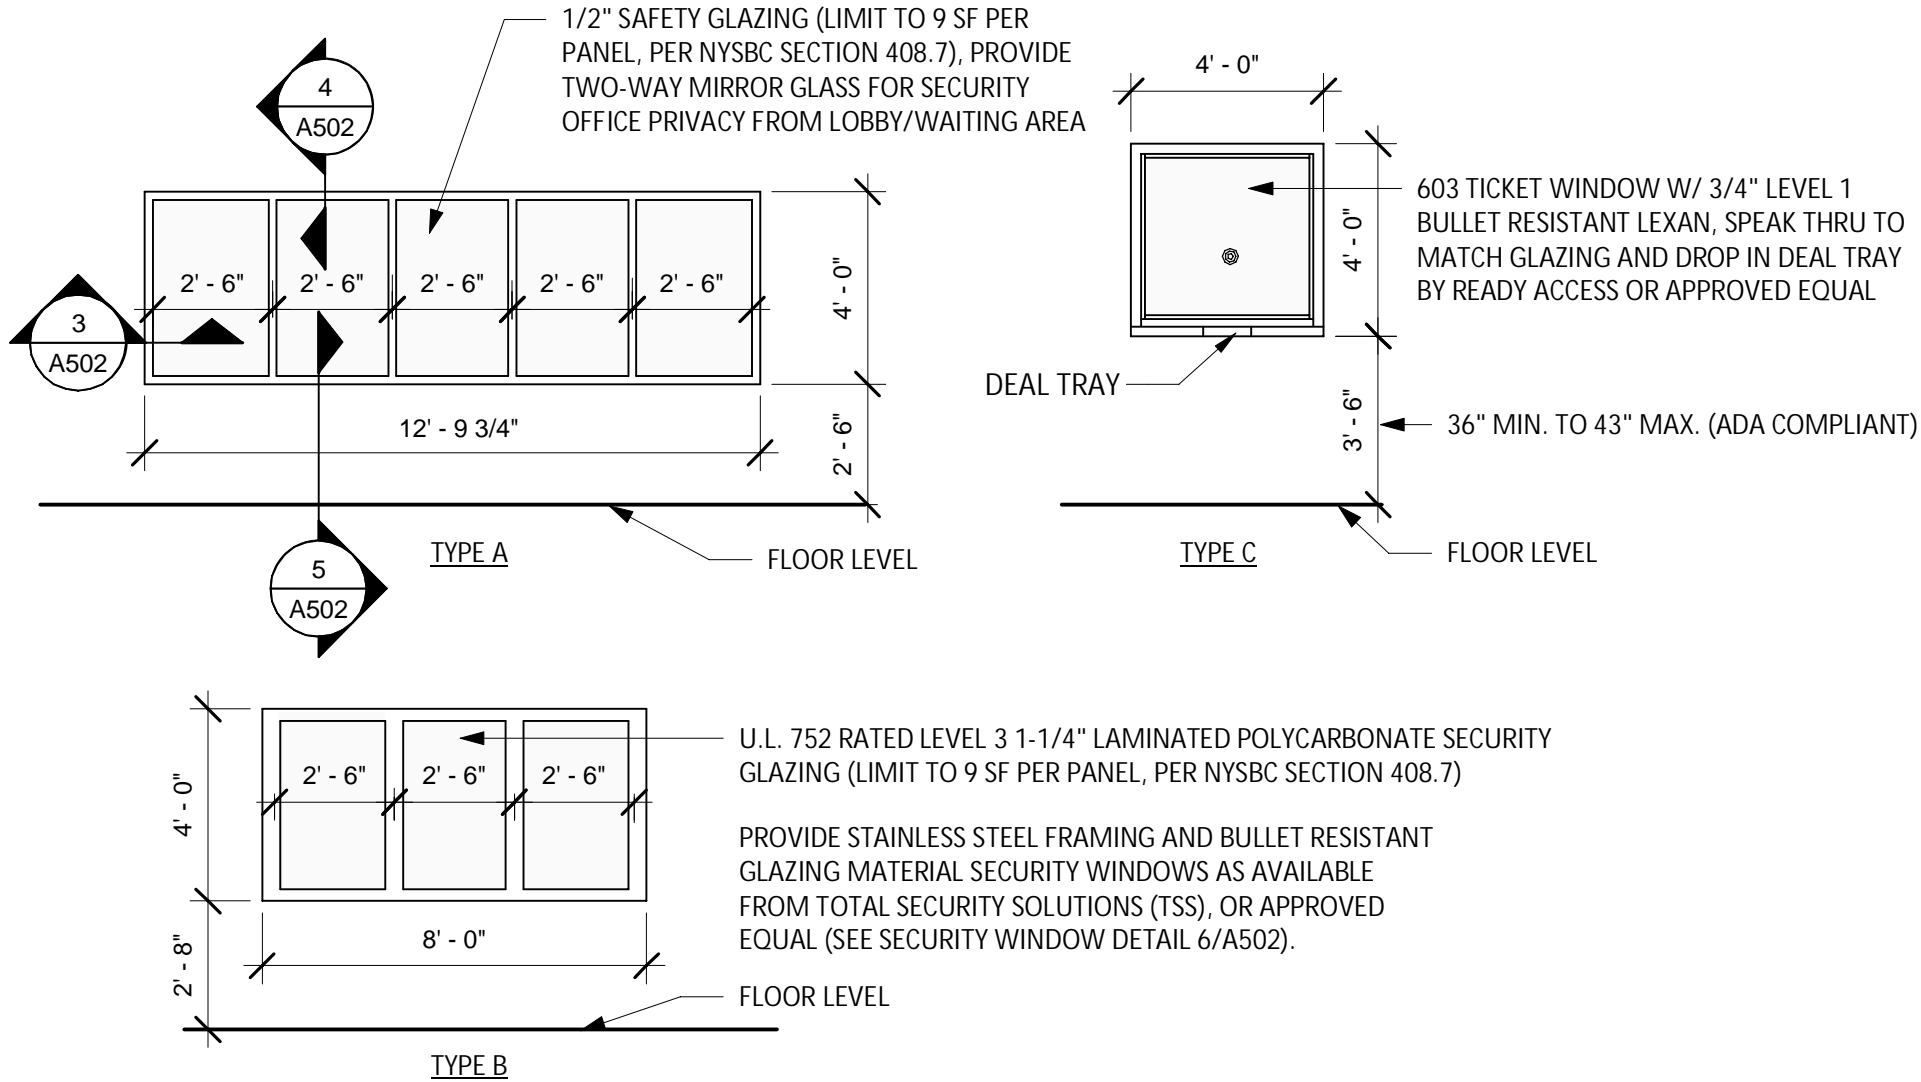 1/2" SAFETY GLAZING (LIMIT TO 9 SF PER
PANEL, PER NYSBC SECTION 408.7), PROVIDE
TWO-WAY MIRROR GLASS FOR SECURITY
OFFICE PRIVACY FROM LOBBY/WAITING AREA
4
A502
3
A502
2' - 6" 2' - 6" 2' - 6" 2' - 6" 2' - 6"
4' - 0"
12' - 9 3/4"
2' - 6"
5
A502
TYPE A
FLOOR LEVEL
4' - 0"
4' - 0"
603 TICKET WINDOW W/ 3/4" LEVEL 1
BULLET RESISTANT LEXAN, SPEAK THRU TO
MATCH GLAZING AND DROP IN DEAL TRAY
BY READY ACCESS OR APPROVED EQUAL
DEAL TRAY
3' - 6"
36" MIN. TO 43" MAX. (ADA COMPLIANT)
TYPE C
FLOOR LEVEL
2' - 6" 2' - 6" 2' - 6"
4' - 0"
8' - 0"
2' - 8"
U.L. 752 RATED LEVEL 3 1-1/4" LAMINATED POLYCARBONATE SECURITY
GLAZING (LIMIT TO 9 SF PER PANEL, PER NYSBC SECTION 408.7)
PROVIDE STAINLESS STEEL FRAMING AND BULLET RESISTANT
GLAZING MATERIAL SECURITY WINDOWS AS AVAILABLE
FROM TOTAL SECURITY SOLUTIONS (TSS), OR APPROVED
EQUAL (SEE SECURITY WINDOW DETAIL 6/A502).
FLOOR LEVEL
TYPE B